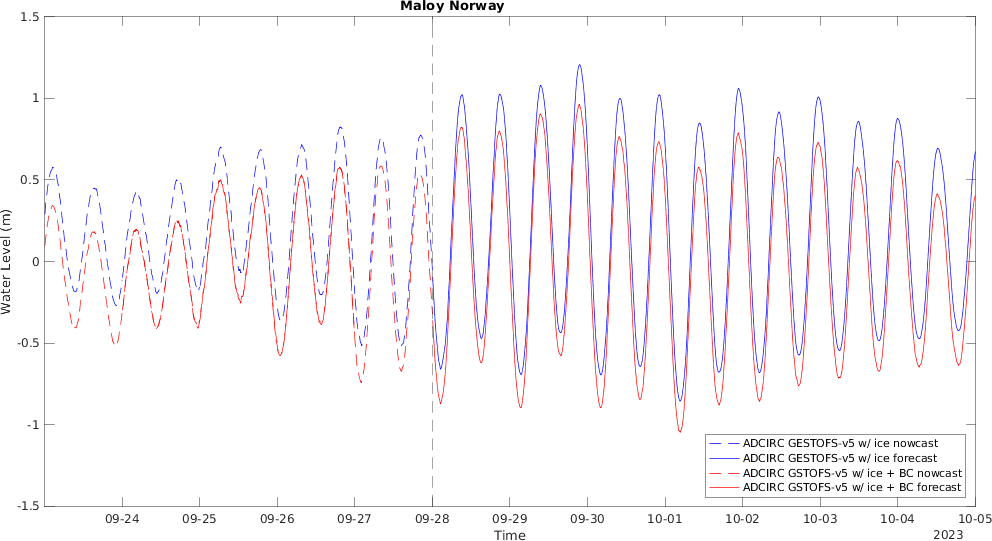 Maloy Norway
1.5
1
0.5
0
-0.5
-1
-1.5
Water Level (m)
ADCIRC GESTOFS-v5 w/ ice nowcast
ADCIRC GESTOFS-v5 w/ ice forecast
ADCIRC GSTOFS-v5 w/ ice + BC nowcast
ADCIRC GSTOFS-v5 w/ ice + BC forecast
09-24 09-25 09-26 09-27 09-28 09-29 09-30 10-01 10-02 10-03 10-04 10-05
Time
2023